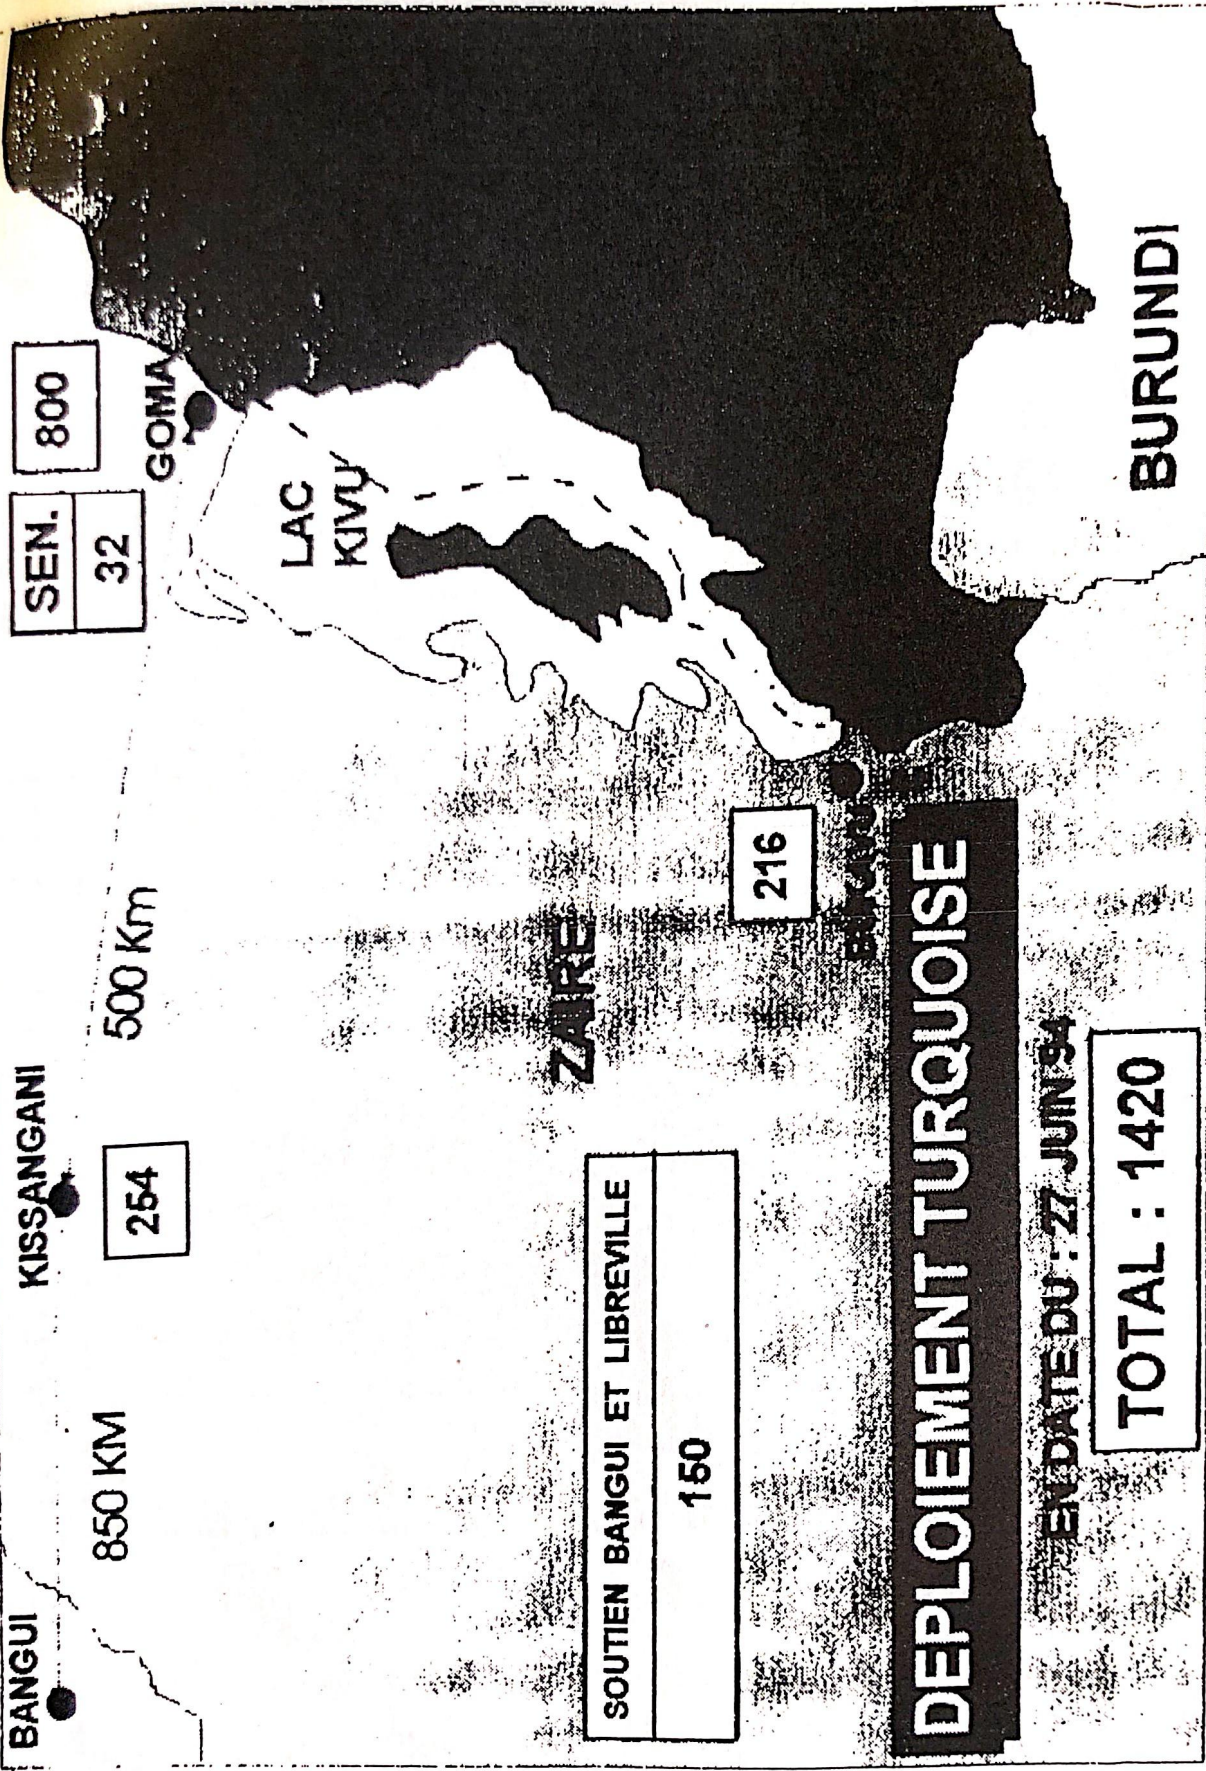 BANGUI
KISSANGANI
SEN.
32
800
850 KM
254
500 Km
GOMA
LAC
KIVU
ZAIRE
SOUTIEN BANGUI ET LIBREVILLE
150
216
BUKAVU
DEPLOIEMENT TURQUOISE
EN DATE DU : 27 JUIN 94
TOTAL : 1420
BURUNDI